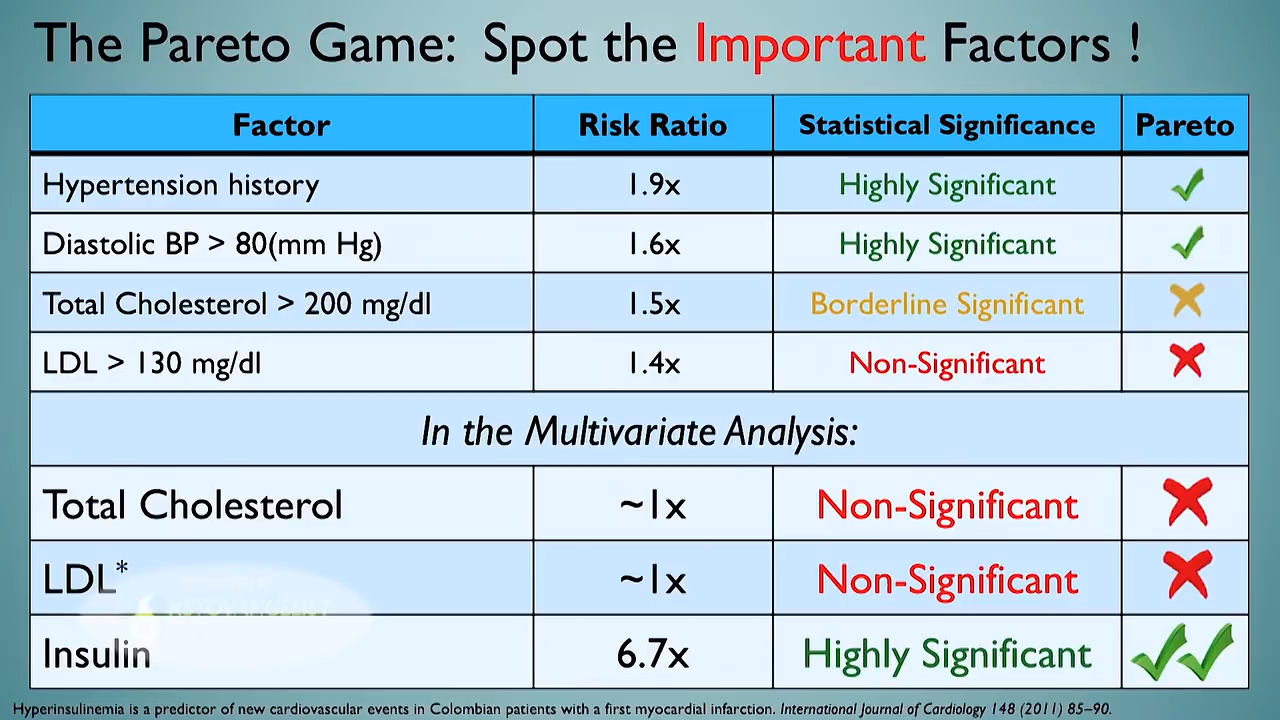 The Pareto Game: Spot the Important Factors !
Factor Risk Ratio Statistical Significance Pareto
Hypertension history 1.9x Highly Significant
Diastolic BP > 80(mm Hg) 1.6x Highly Significant
Total Cholesterol > 200 mg/dl 1.5x Borderline Significant
LDL > 130 mg/dl 1.4x Non-Significant
In the Multivariate Analysis:
Total Cholesterol ~1x Non-Significant
LDL* ~1x Non-Significant
Insulin 6.7x Highly Significant
Hyperinsulinemia is a predictor of new cardiovascular events in Colombian patients with a first myocardial infarction. International Journal of Cardiology 148 (2011) 85–90.